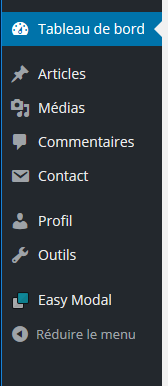 Tableau de bord
Articles
Médias
Commentaires
Contact
Profil
Outils
Easy Modal
Réduire le menu